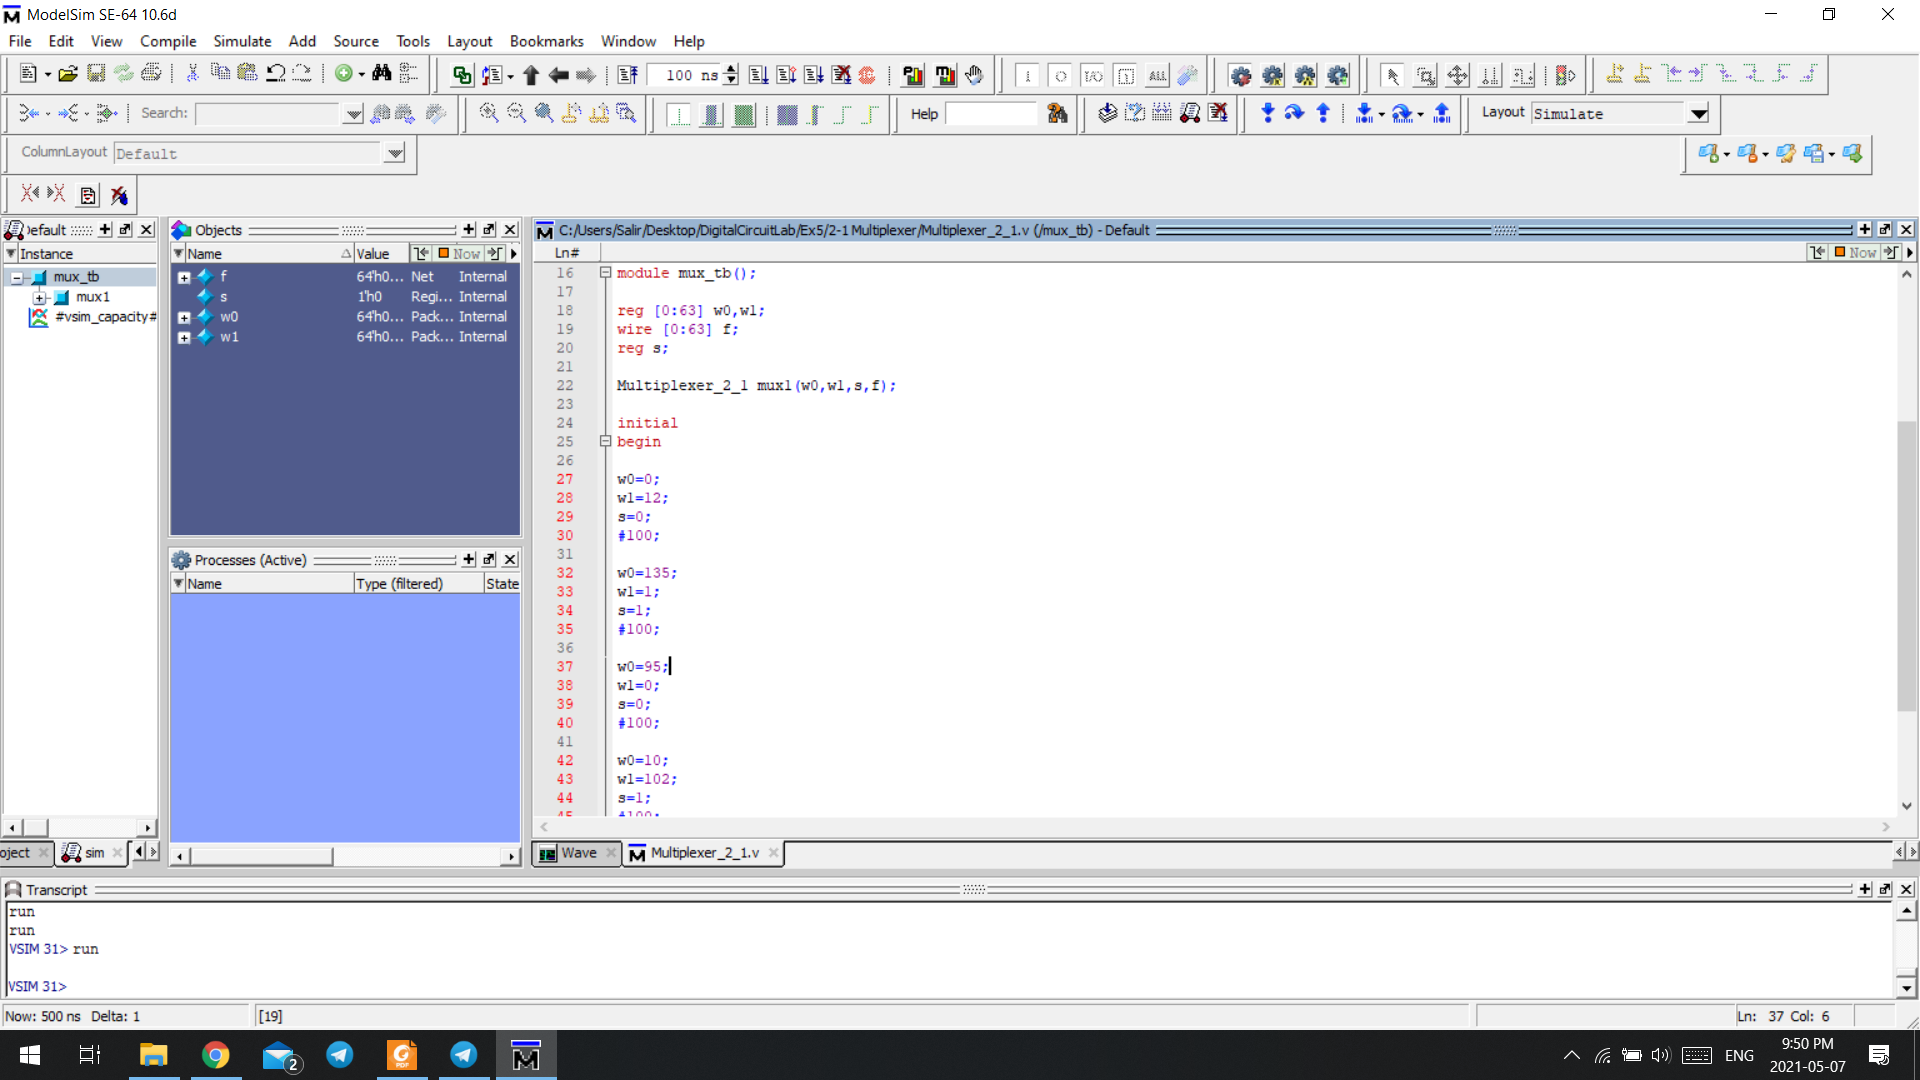 ModelSim SE-64 10.6d
File Edit View Compile Simulate Add Source Tools Layout Bookmarks Window Help
100 ns
Search:
Help
Layout Simulate
ColumnLayout Default
Instance
mux_tb
mux1
#vsim_capacity#
sim
Objects
Name Value Now
f 64'h0... Net Internal
s 1'h0 Regi... Internal
w0 64'h0... Pack... Internal
w1 64'h0... Pack... Internal
Processes (Active)
Name Type (filtered) State
C:/Users/Salir/Desktop/DigitalCircuitLab/Ex5/2-1 Multiplexer/Multiplexer_2_1.v (/mux_tb) - Default
Ln# Now
16 module mux_tb();
17
18 reg [0:63] w0,w1;
19 wire [0:63] f;
20 reg s;
21
22 Multiplexer_2_1 mux1(w0,w1,s,f);
23
24 initial
25 begin
26
27 w0=0;
28 w1=12;
29 s=0;
30 #100;
31
32 w0=135;
33 w1=1;
34 s=1;
35 #100;
36
37 w0=95;
38 w1=0;
39 s=0;
40 #100;
41
42 w0=10;
43 w1=102;
44 s=1;
45 #100;
Wave Multiplexer_2_1.v
Transcript
run
run
VSIM 31> run
VSIM 31>
Now: 500 ns Delta: 1 [19] Ln: 37 Col: 6
2
ENG
9:50 PM
2021-05-07